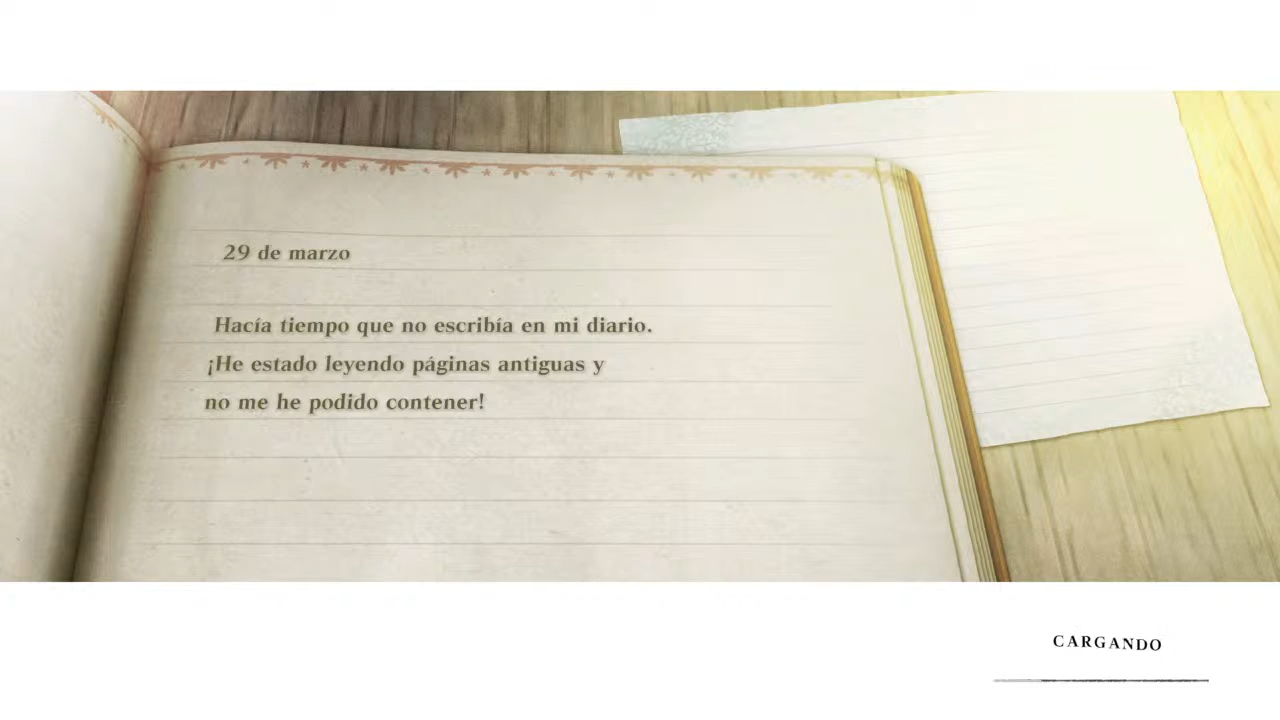 29 de marzo
Hacía tiempo que no escribía en mi diario.
¡He estado leyendo páginas antiguas y
no me he podido contener!
CARGANDO